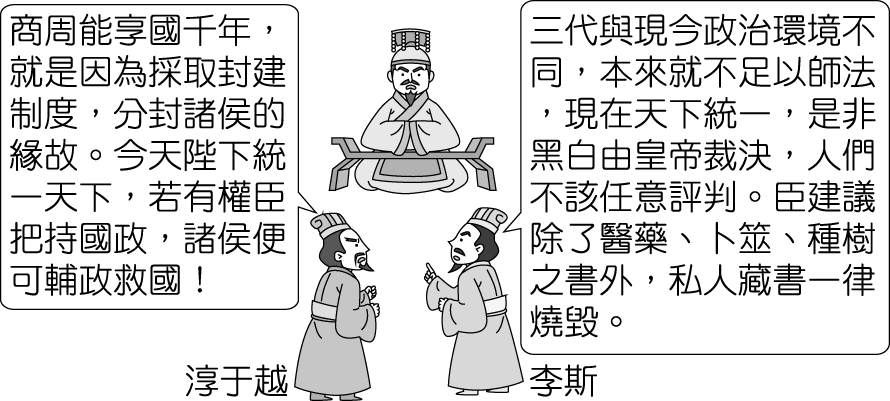 商周能享國千年，
就是因為採取封建
制度，分封諸侯的
緣故。今天陛下統
一天下，若有權臣
把持國政，諸侯便
可輔政救國！
三代與現今政治環境不
同，本來就不足以師法
，現在天下統一，是非
黑白由皇帝裁決，人們
不該任意評判。臣建議
除了醫藥、卜筮、種樹
之書外，私人藏書一律
燒毀。
淳于越
李斯